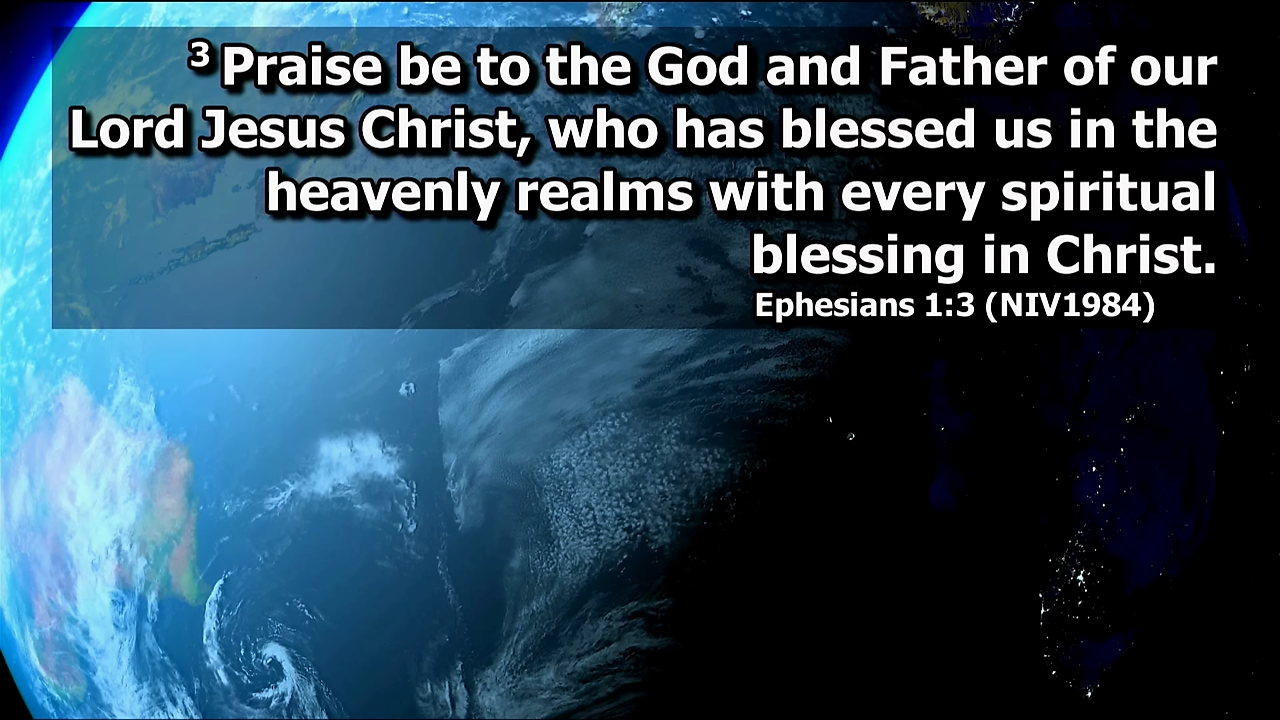 3 Praise be to the God and Father of our
Lord Jesus Christ, who has blessed us in the
heavenly realms with every spiritual
blessing in Christ.
Ephesians 1:3 (NIV1984)